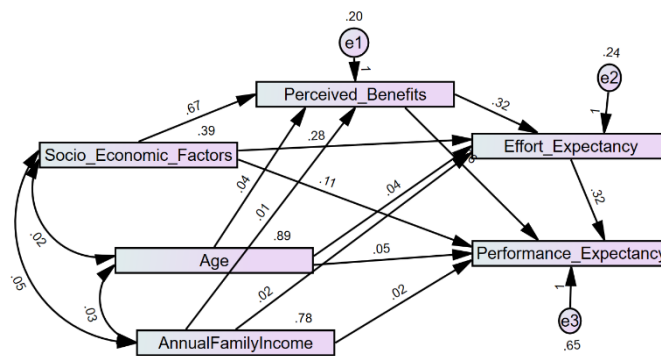 .20
e1
1
.24
e2
1
Perceived_Benefits
.67
.32
.39
.28
Socio_Economic_Factors
Effort_Expectancy
.04
.04
.11
.01
.32
.02
.89
.05
Age
Performance_Expectancy
.05
.03
.02
.02
.78
1
AnnualFamilyIncome
e3
.65